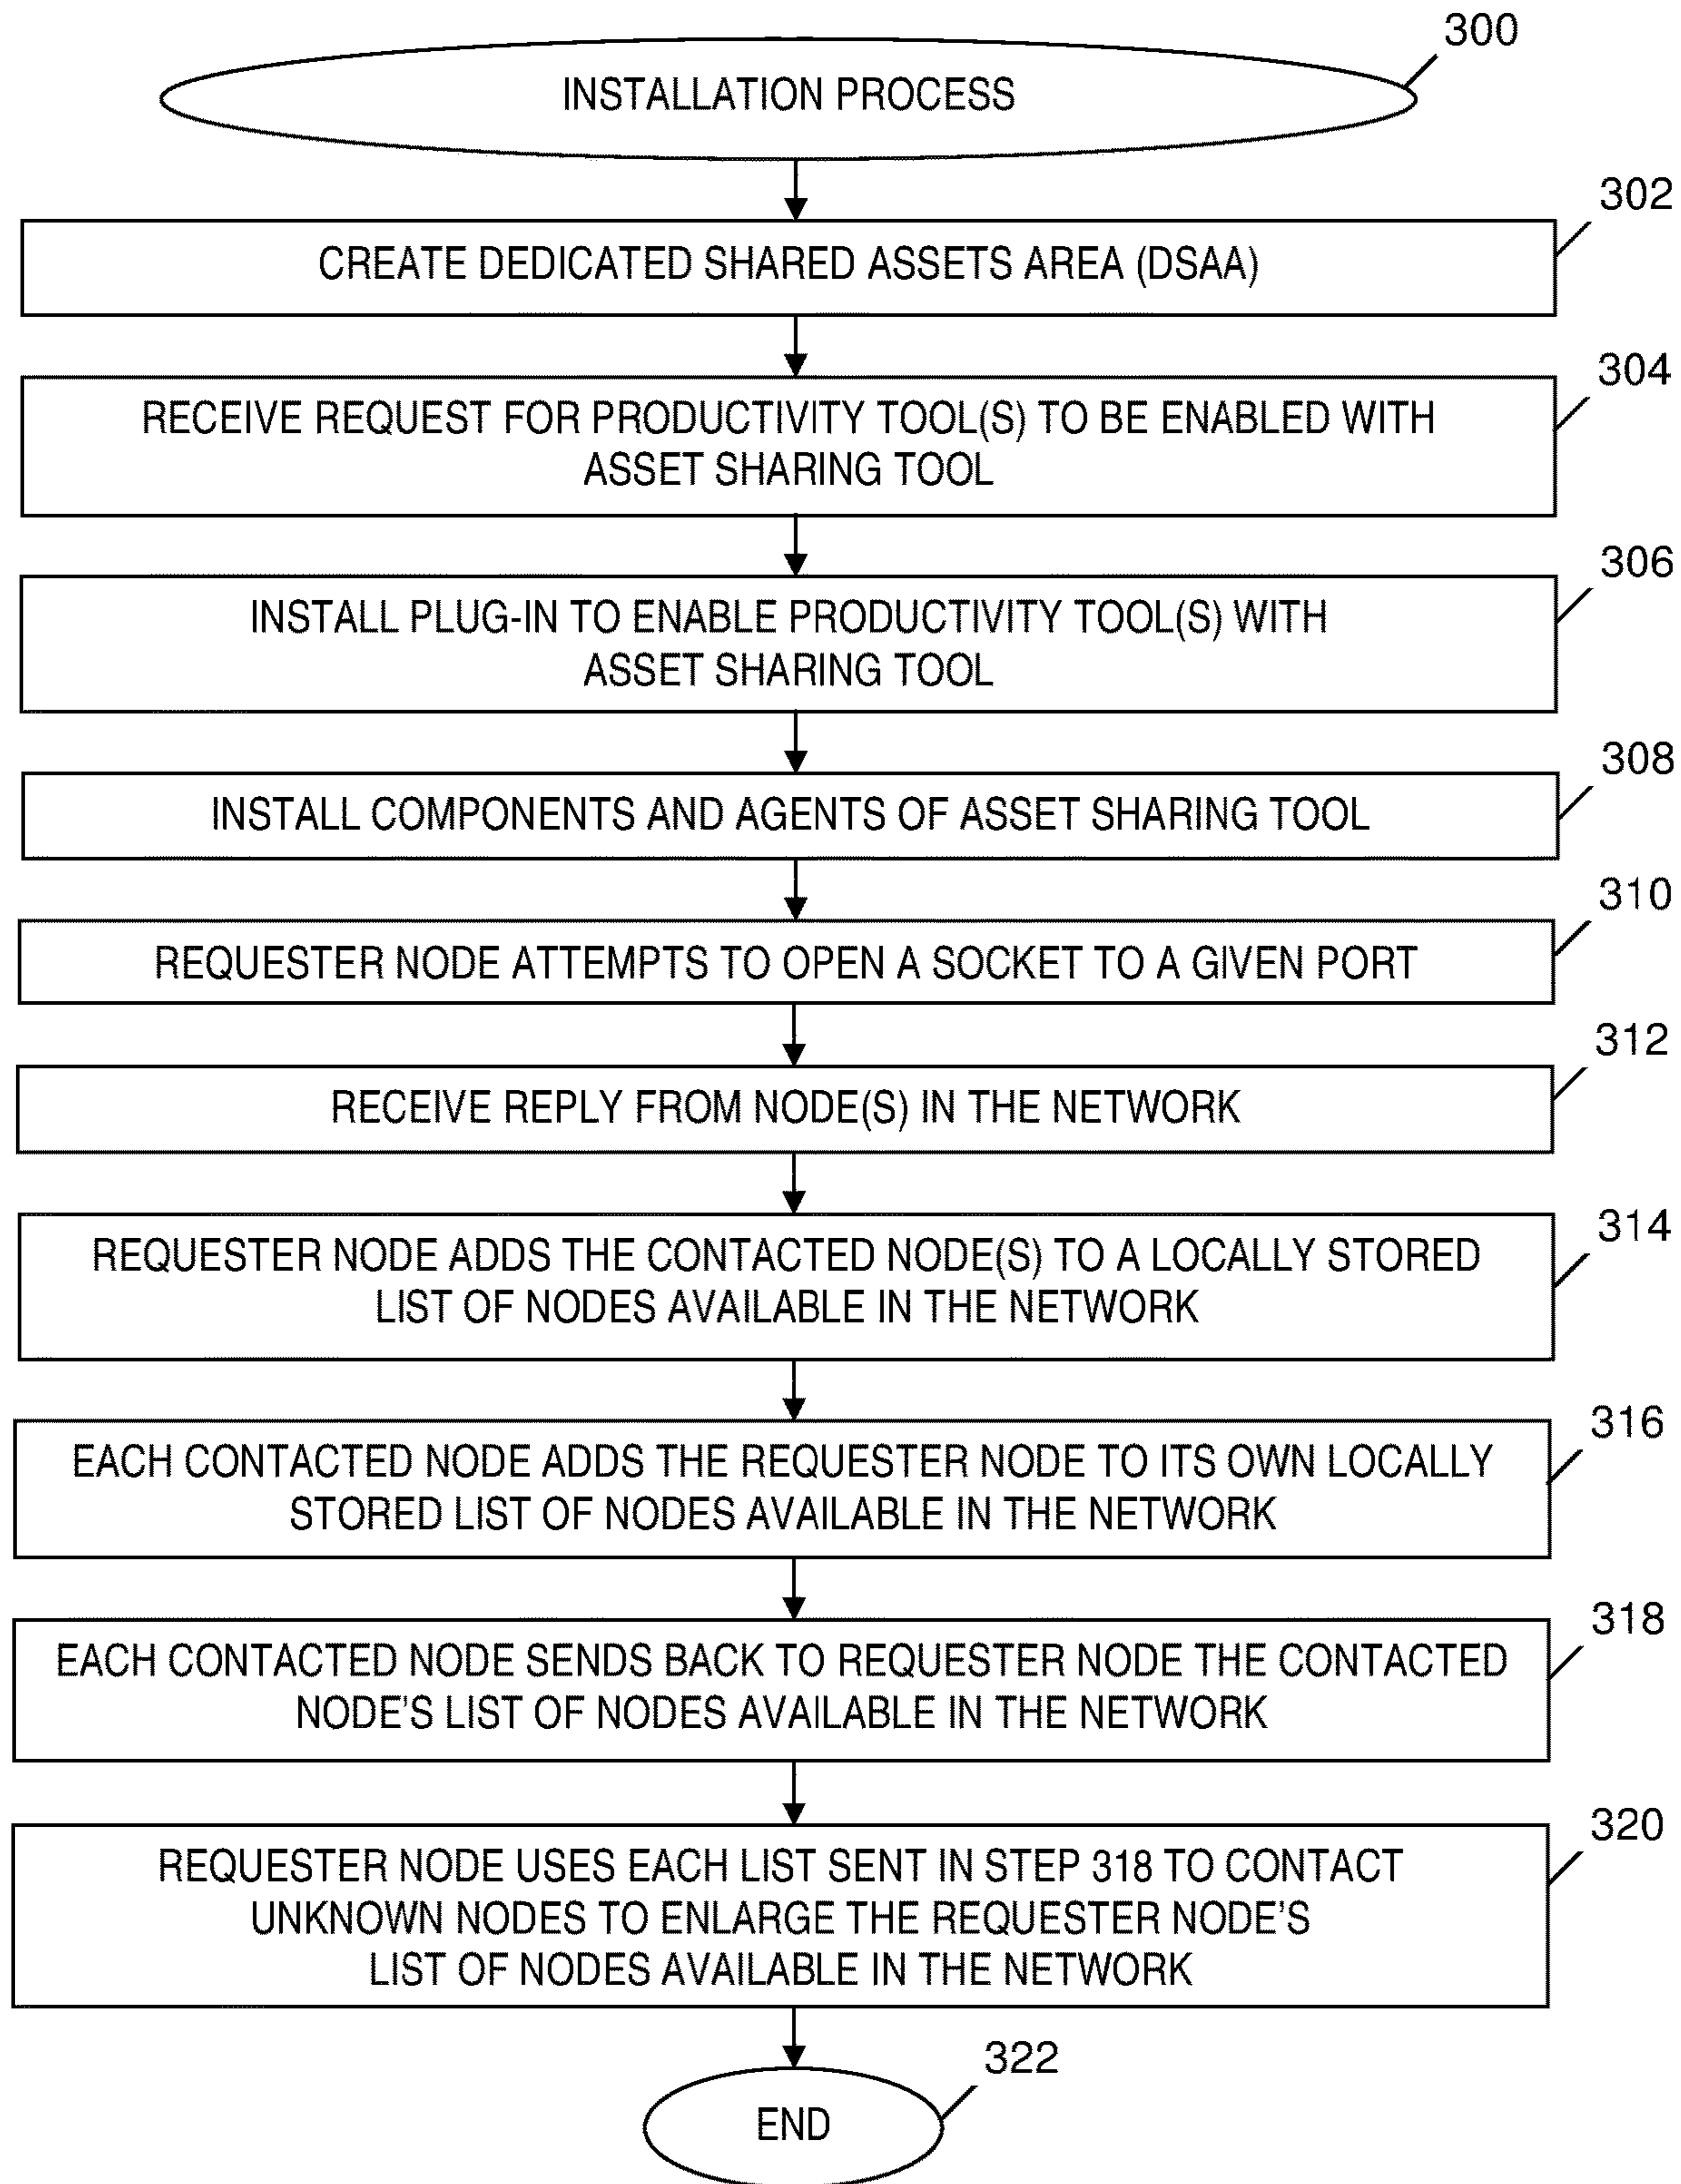 300
INSTALLATION PROCESS
302
CREATE DEDICATED SHARED ASSETS AREA (DSAA)
304
RECEIVE REQUEST FOR PRODUCTIVITY TOOL(S) TO BE ENABLED WITH
ASSET SHARING TOOL
306
INSTALL PLUG-IN TO ENABLE PRODUCTIVITY TOOL(S) WITH
ASSET SHARING TOOL
308
INSTALL COMPONENTS AND AGENTS OF ASSET SHARING TOOL
310
REQUESTER NODE ATTEMPTS TO OPEN A SOCKET TO A GIVEN PORT
312
RECEIVE REPLY FROM NODE(S) IN THE NETWORK
314
REQUESTER NODE ADDS THE CONTACTED NODE(S) TO A LOCALLY STORED
LIST OF NODES AVAILABLE IN THE NETWORK
316
EACH CONTACTED NODE ADDS THE REQUESTER NODE TO ITS OWN LOCALLY
STORED LIST OF NODES AVAILABLE IN THE NETWORK
318
EACH CONTACTED NODE SENDS BACK TO REQUESTER NODE THE CONTACTED
NODE'S LIST OF NODES AVAILABLE IN THE NETWORK
320
REQUESTER NODE USES EACH LIST SENT IN STEP 318 TO CONTACT
UNKNOWN NODES TO ENLARGE THE REQUESTER NODE'S
LIST OF NODES AVAILABLE IN THE NETWORK
322
END